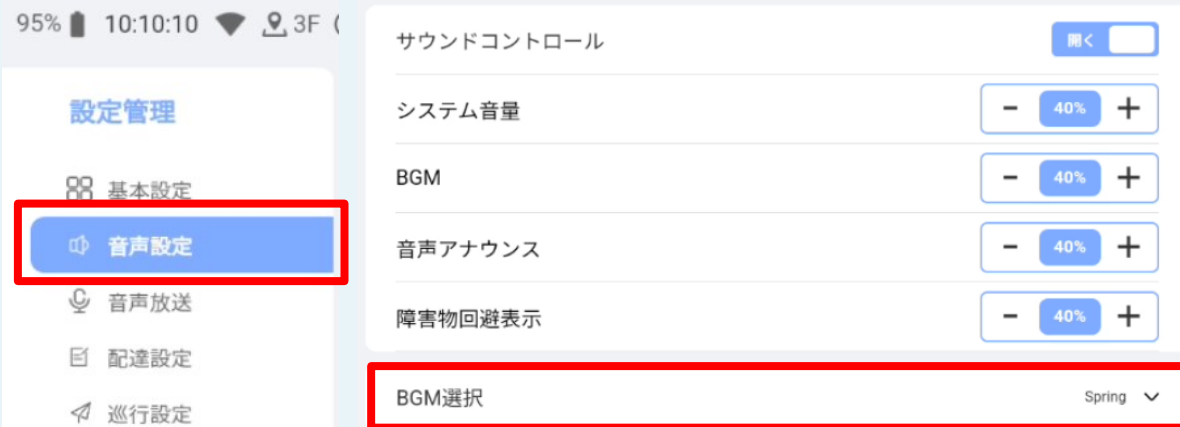 95% 10:10:10 3F (
設定管理
基本設定
音声設定
音声放送
配達設定
巡行設定
サウンドコントロール 開く
システム音量 - 40% +
BGM - 40% +
音声アナウンス - 40% +
障害物回避表示 - 40% +
BGM選択 Spring